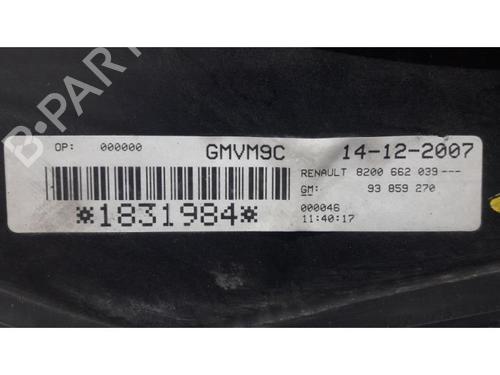 B-PARTS
OP: 000000 GMVM9C 14-12-2007
RENAULT 8200 662 039---
GM: 93 859 270
*1831984*
000046
11:40:17